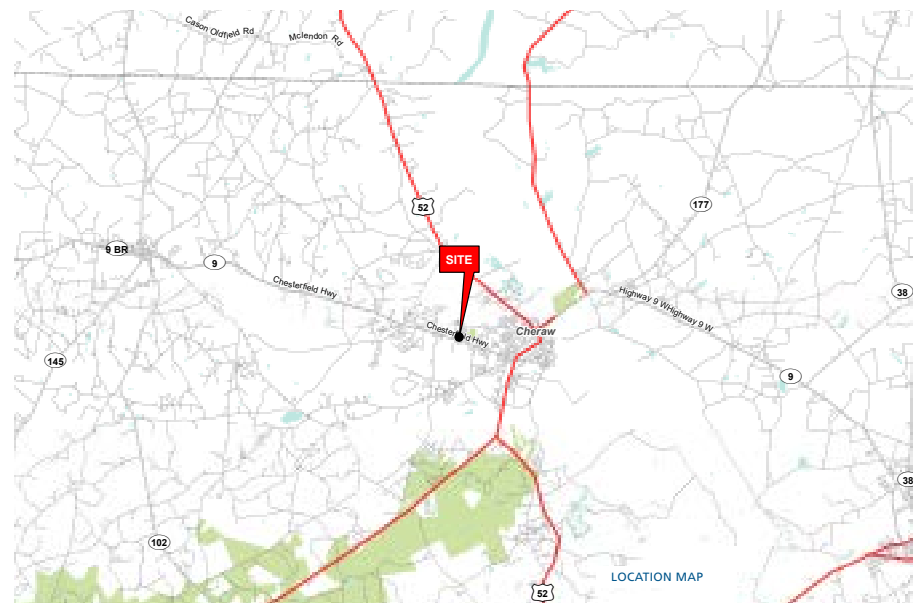 Cason Oldfield Rd
Mclendon Rd
52
177
9 BR
9
SITE
Chesterfield Hwy
38
Highway 9 WHighway 9 W
Chesterfield Hwy
Cheraw
145
9
38
102
LOCATION MAP
52